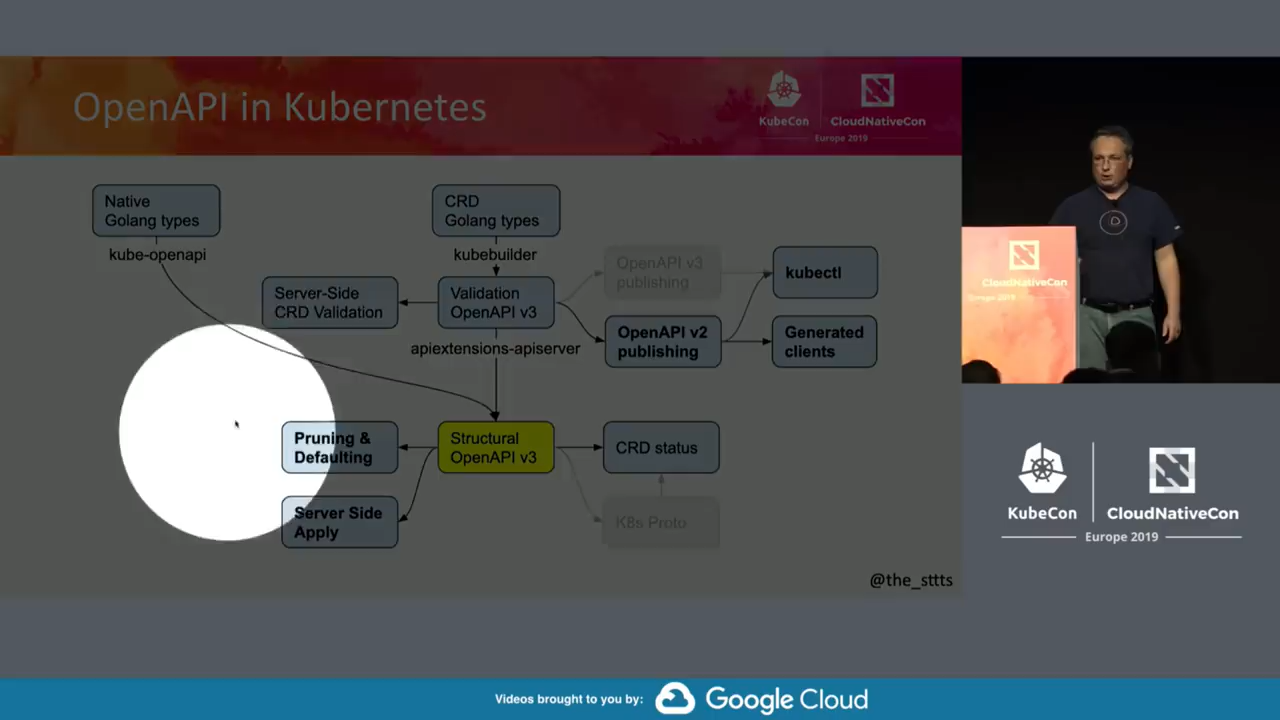 OpenAPI in Kubernetes
KubeCon
CloudNativeCon
Europe 2019
Native
Golang types
CRD
Golang types
kube-openapi
kubebuilder
Server-Side
CRD Validation
Validation
OpenAPI v3
OpenAPI v3
publishing
kubectl
OpenAPI v2
publishing
Generated
clients
apiextensions-apiserver
Pruning &
Defaulting
Structural
OpenAPI v3
CRD status
Server Side
Apply
K8s Proto
@the_sttts
CloudNativeCon
Europe 2019
KubeCon
CloudNativeCon
Europe 2019
Videos brought to you by:
Google Cloud